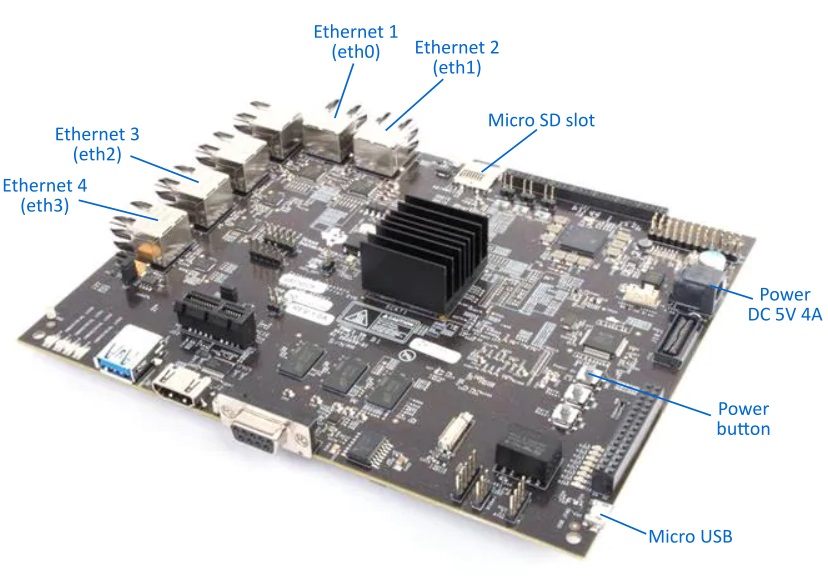 Ethernet 1
(eth0)
Ethernet 2
(eth1)
Micro SD slot
Ethernet 3
(eth2)
Ethernet 4
(eth3)
Power
DC 5V 4A
Power
button
Micro USB